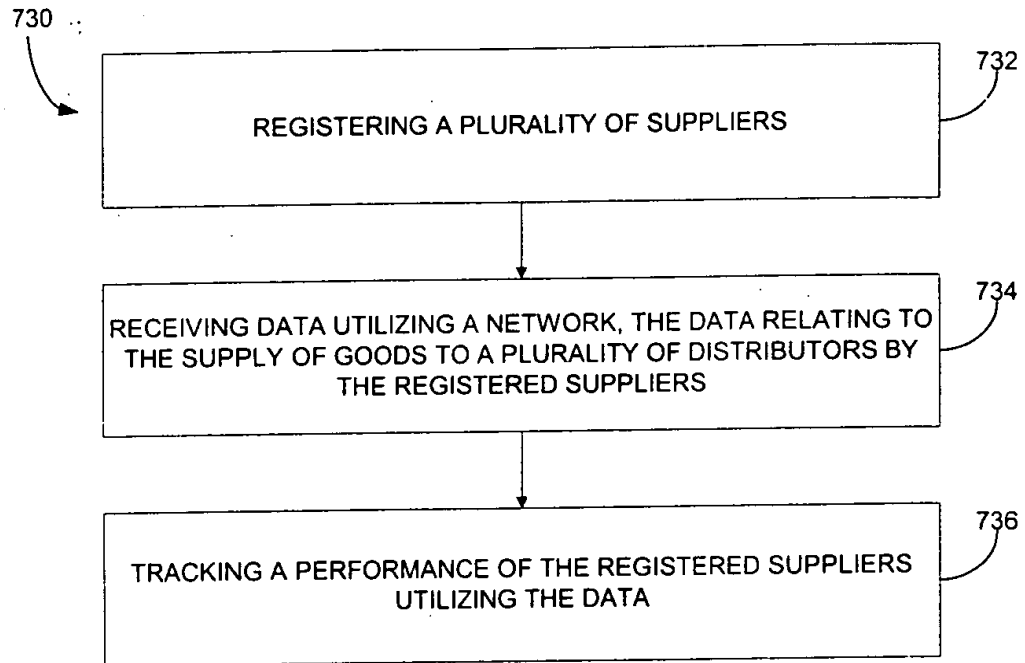 730
732
REGISTERING A PLURALITY OF SUPPLIERS
734
RECEIVING DATA UTILIZING A NETWORK, THE DATA RELATING TO
THE SUPPLY OF GOODS TO A PLURALITY OF DISTRIBUTORS BY
THE REGISTERED SUPPLIERS
736
TRACKING A PERFORMANCE OF THE REGISTERED SUPPLIERS
UTILIZING THE DATA